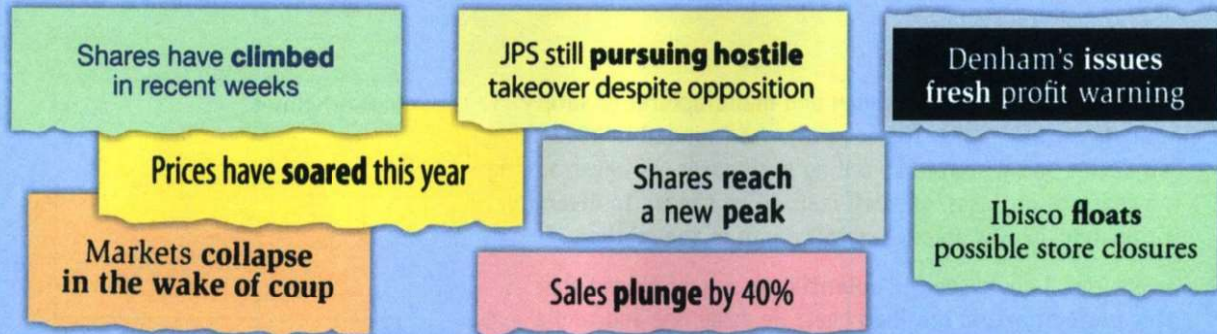 Shares have climbed
in recent weeks
JPS still pursuing hostile
takeover despite opposition
Denham's issues
fresh profit warning
Prices have soared this year
Shares reach
a new peak
Ibisco floats
possible store closures
Markets collapse
in the wake of coup
Sales plunge by 40%